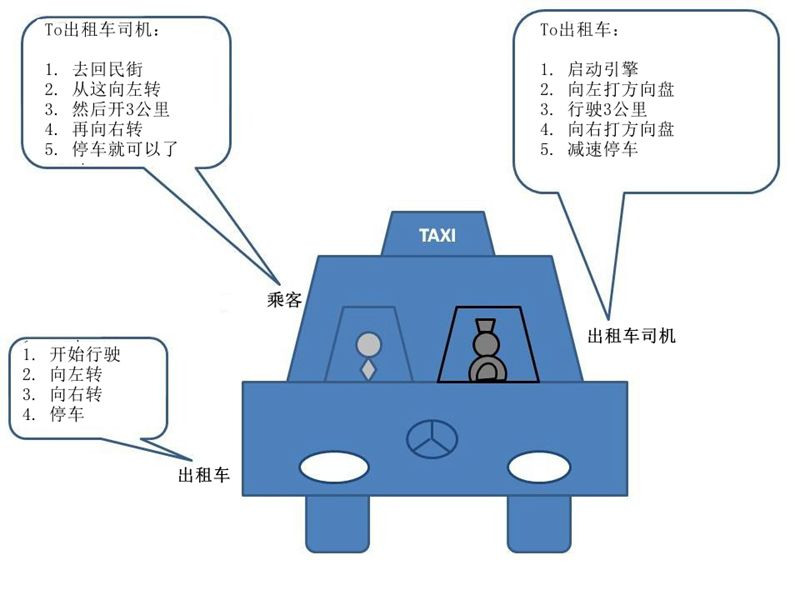 To出租车司机：
1. 去回民街
2. 从这向左转
3. 然后开3公里
4. 再向右转
5. 停车就可以了
To出租车：
1. 启动引擎
2. 向左打方向盘
3. 行驶3公里
4. 向右打方向盘
5. 减速停车
TAXI
乘客
出租车司机
1. 开始行驶
2. 向左转
3. 向右转
4. 停车
出租车